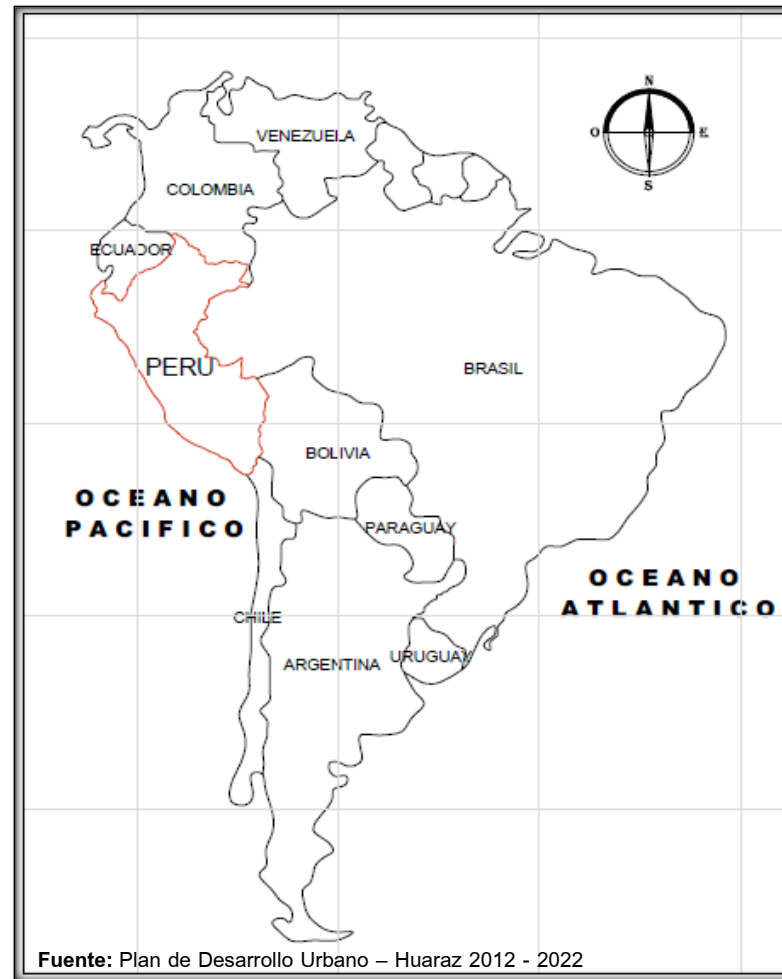 N
O E
S
VENEZUELA
COLOMBIA
ECUADOR
PERU
BRASIL
BOLIVIA
OCEANO
PACIFICO
PARAGUAY
OCEANO
ATLANTICO
CHILE
ARGENTINA
URUGUAY
Fuente: Plan de Desarrollo Urbano – Huaraz 2012 - 2022